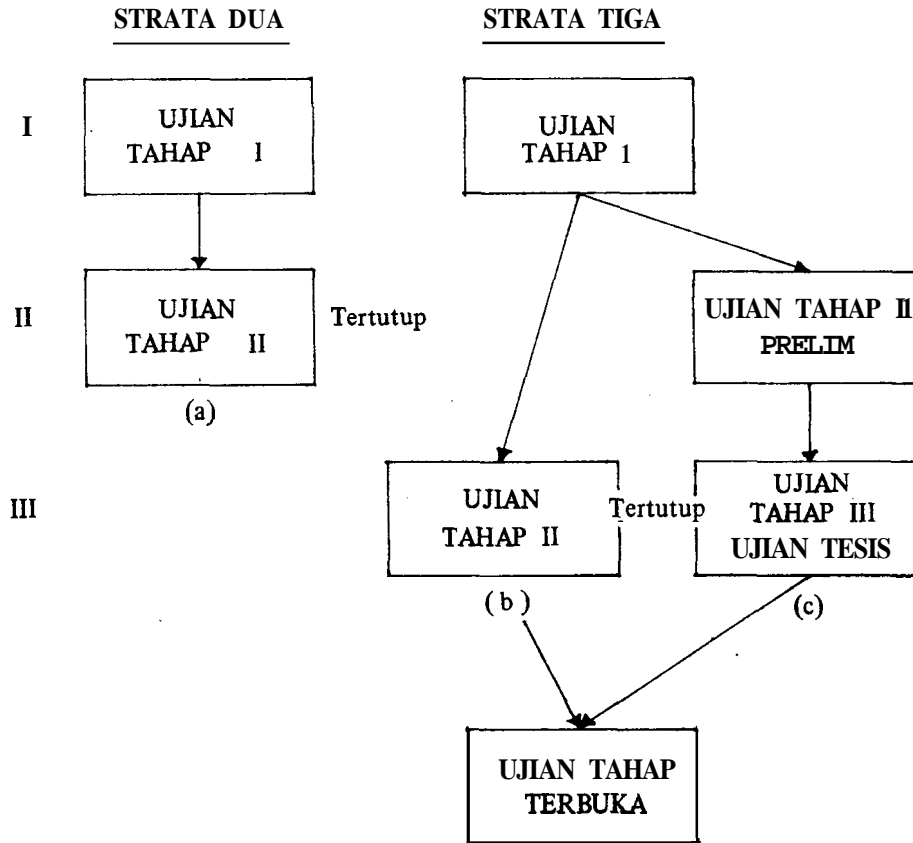 STRATA DUA
STRATA TIGA
I
UJIAN
TAHAP I
UJIAN
TAHAP 1
II
UJIAN
TAHAP II
Tertutup
(a)
UJIAN TAHAP II
PRELIM
III
UJIAN
TAHAP II
Tertutup
(b)
UJIAN
TAHAP III
UJIAN TESIS
(c)
UJIAN TAHAP
TERBUKA